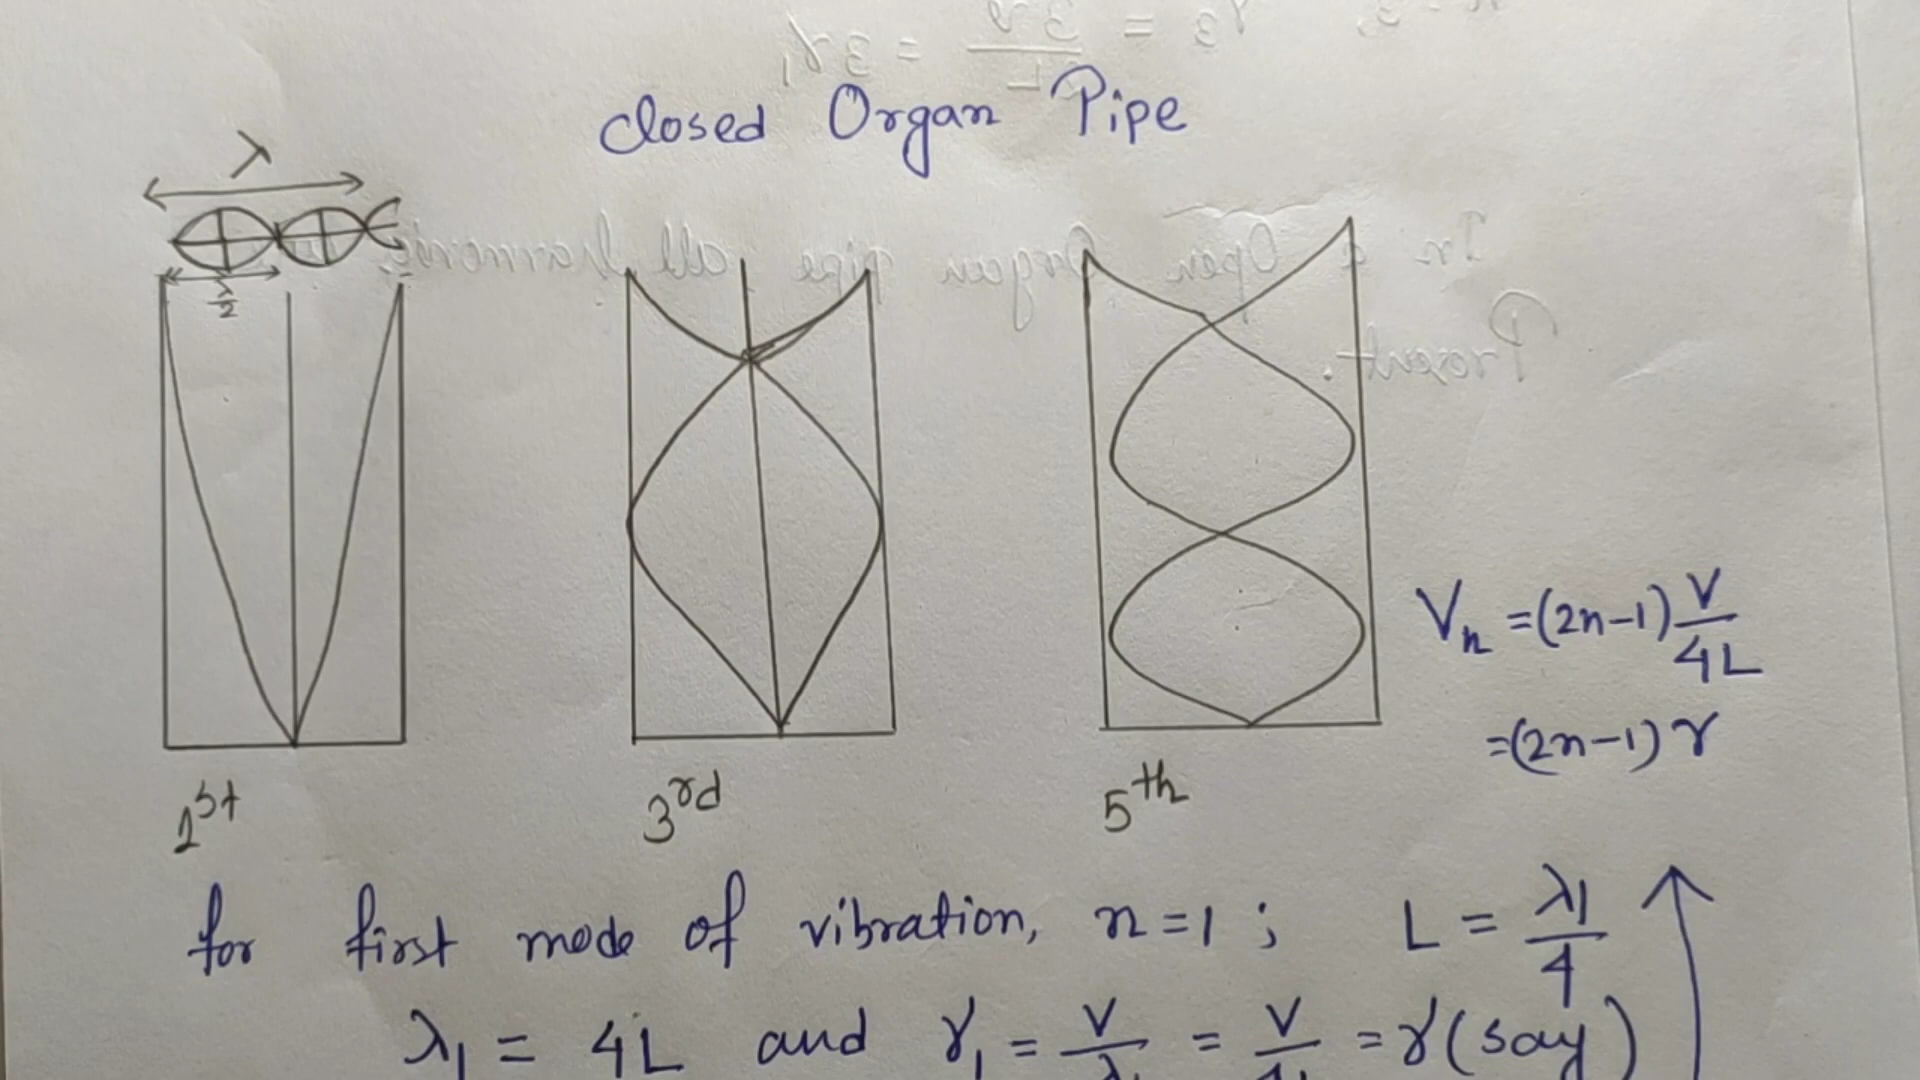 closed Organ Pipe
λ
λ/2
1st 3rd 5th
Vn = (2n-1) V/4L
= (2n-1) γ
for first mode of vibration, n = 1 ; L = λ1/4
λ1 = 4L and γ1 = V/λ1 = V/4L = γ (say)